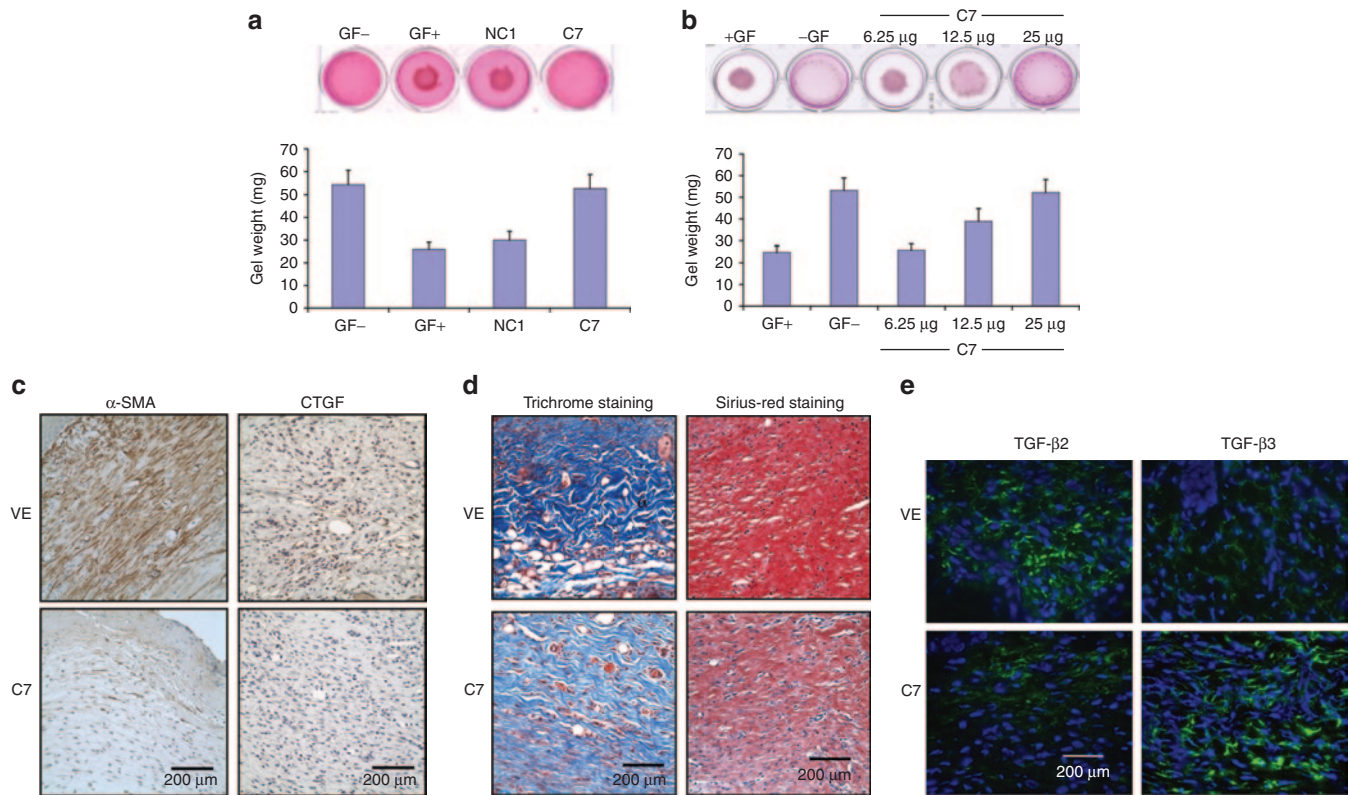 a
GF− GF+ NC1 C7
Gel weight (mg)
70
60
50
40
30
20
10
0
GF− GF+ NC1 C7
b
C7
+GF −GF 6.25 μg 12.5 μg 25 μg
Gel weight (mg)
70
60
50
40
30
20
10
0
GF+ GF− 6.25 μg 12.5 μg 25 μg
C7
c
α-SMA CTGF
VE
C7
200 μm 200 μm
d
Trichrome staining Sirius-red staining
VE
C7
200 μm
e
TGF-β2 TGF-β3
VE
C7
200 μm